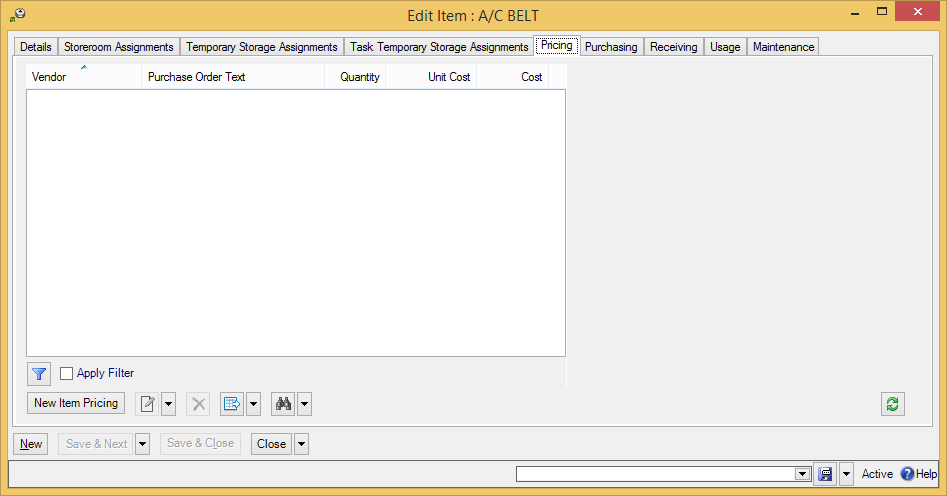 Edit Item : A/C BELT
Details Storeroom Assignments Temporary Storage Assignments Task Temporary Storage Assignments Pricing Purchasing Receiving Usage Maintenance
Vendor Purchase Order Text Quantity Unit Cost Cost
Apply Filter
New Item Pricing
New Save & Next Save & Close Close
Active Help